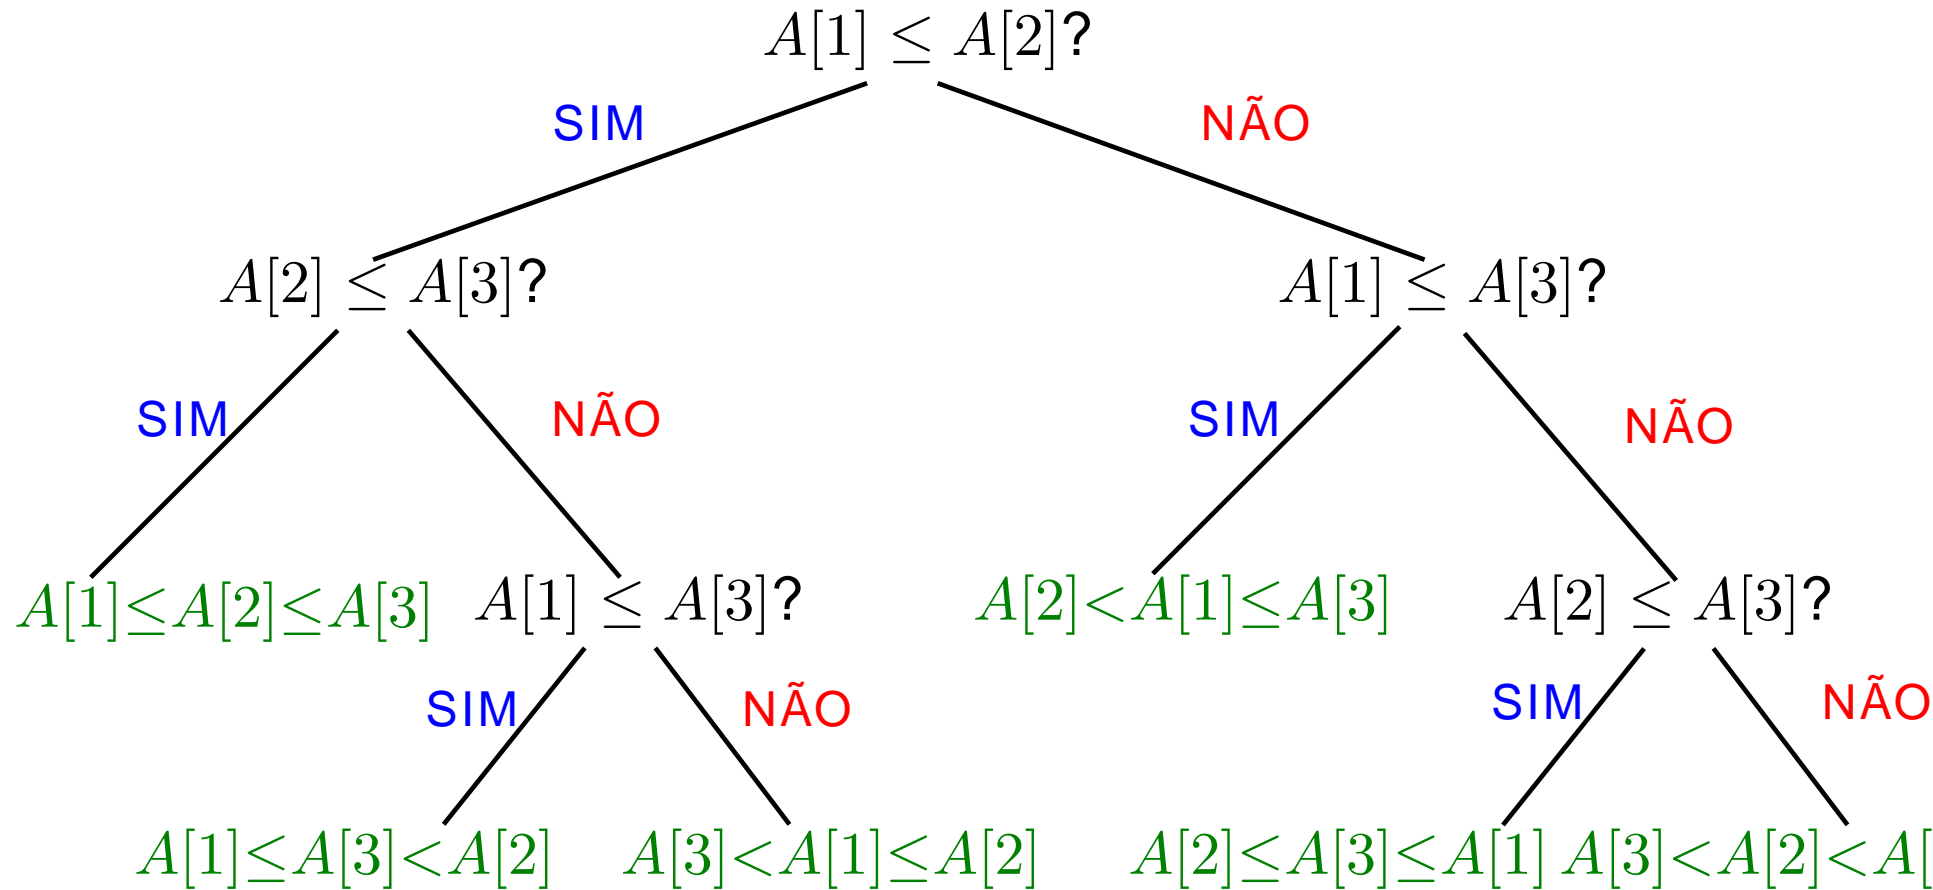 A[1] ≤ A[2]?
SIM
NÃO
A[2] ≤ A[3]?
A[1] ≤ A[3]?
SIM
NÃO
SIM
NÃO
A[1]≤A[2]≤A[3]
A[1] ≤ A[3]?
A[2]<A[1]≤A[3]
A[2] ≤ A[3]?
SIM
NÃO
SIM
NÃO
A[1]≤A[3]<A[2]
A[3]<A[1]≤A[2]
A[2]≤A[3]≤A[1]
A[3]<A[2]<A[